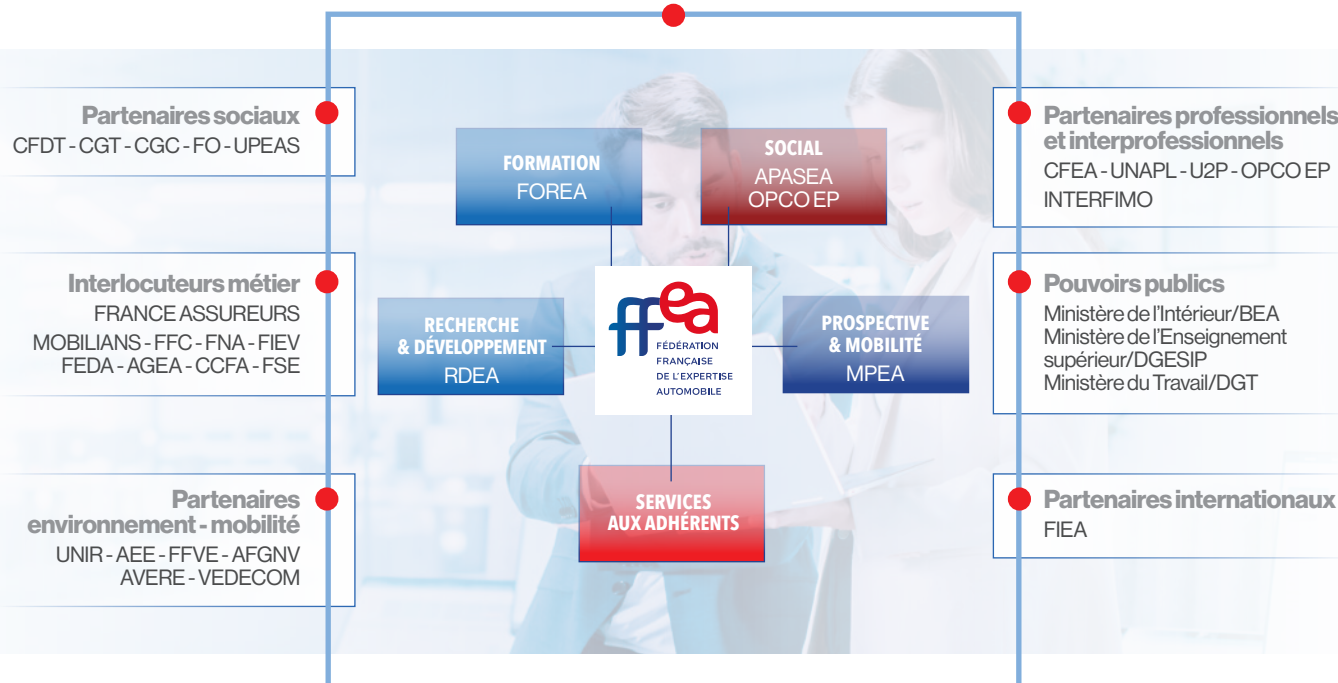 Partenaires sociaux
CFDT - CGT - CGC - FO - UPEAS
Interlocuteurs métier
FRANCE ASSUREURS
MOBILIANS - FFC - FNA - FIEV
FEDA - AGEA - CCFA - FSE
Partenaires
environnement - mobilité
UNIR - AEE - FFVE - AFGNV
AVERE - VEDECOM
FORMATION
FOREA
SOCIAL
APASEA
OPCO EP
RECHERCHE
& DÉVELOPPEMENT
RDEA
ffea
FÉDÉRATION
FRANÇAISE
DE L'EXPERTISE
AUTOMOBILE
PROSPECTIVE
& MOBILITÉ
MPEA
SERVICES
AUX ADHÉRENTS
Partenaires professionnels
et interprofessionnels
CFEA - UNAPL - U2P - OPCO EP
INTERFIMO
Pouvoirs publics
Ministère de l'Intérieur/BEA
Ministère de l'Enseignement
supérieur/DGESIP
Ministère du Travail/DGT
Partenaires internationaux
FIEA